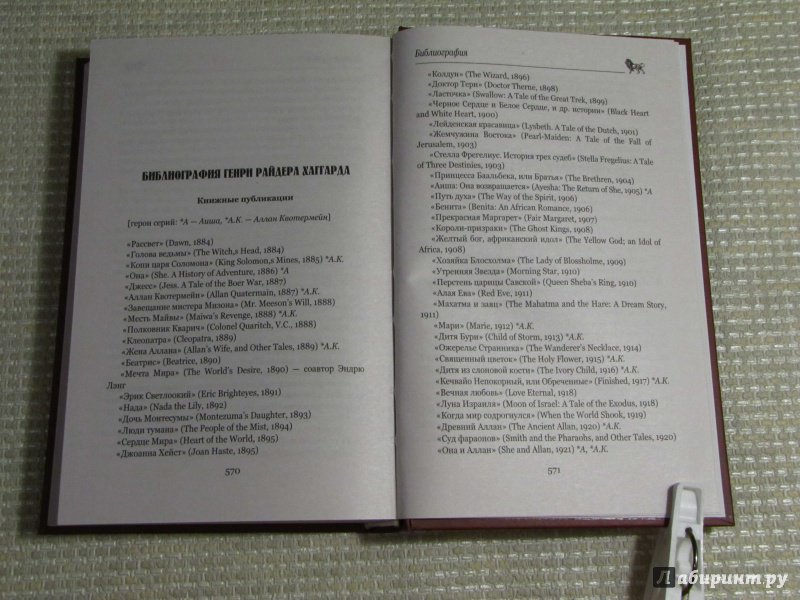 БИБЛИОГРАФИЯ ГЕНРИ РАЙДЕРА ХАГГАРДА
Книжные публикации
[герои серий: *А — Аиша, *А.К. — Аллан Квотермейн]
«Рассвет» (Dawn, 1884)
«Голова ведьмы» (The Witch,s Head, 1884)
«Копи царя Соломона» (King Solomon,s Mines, 1885) *А.К.
«Она» (She. A History of Adventure, 1886) *А
«Джесс» (Jess. A Tale of the Boer War, 1887)
«Аллан Квотермейн» (Allan Quatermain, 1887) *А.К.
«Завещание мистера Мизона» (Mr. Meeson's Will, 1888)
«Месть Майвы» (Maiwa's Revenge, 1888) *А.К.
«Полковник Кварич» (Colonel Quaritch, V.C., 1888)
«Клеопатра» (Cleopatra, 1889)
«Жена Аллана» (Allan's Wife, and Other Tales, 1889) *А.К.
«Беатрис» (Beatrice, 1890)
«Мечта Мира» (The World's Desire, 1890) — соавтор Эндрю
Лэнг
«Эрик Светлоокий» (Eric Brighteyes, 1891)
«Нада» (Nada the Lily, 1892)
«Дочь Монтесумы» (Montezuma's Daughter, 1893)
«Люди тумана» (The People of the Mist, 1894)
«Сердце Мира» (Heart of the World, 1895)
«Джоанна Хейст» (Joan Haste, 1895)
570
Библиография
«Колдун» (The Wizard, 1896)
«Доктор Терн» (Doctor Therne, 1898)
«Ласточка» (Swallow: A Tale of the Great Trek, 1899)
«Черное Сердце и Белое Сердце, и др. истории» (Black Heart
and White Heart, 1900)
«Лейденская красавица» (Lysbeth. A Tale of the Dutch, 1901)
«Жемчужина Востока» (Pearl-Maiden: A Tale of the Fall of
Jerusalem, 1903)
«Стелла Фрегелиус. История трех судеб» (Stella Fregelius: A Tale
of Three Destinies, 1903)
«Принцесса Баальбека, или Братья» (The Brethren, 1904)
«Аиша: Она возвращается» (Ayesha: The Return of She, 1905) *А
«Путь духа» (The Way of the Spirit, 1906)
«Бенита» (Benita: An African Romance, 1906)
«Прекрасная Маргарет» (Fair Margaret, 1907)
«Короли-призраки» (The Ghost Kings, 1908)
«Желтый бог, африканский идол» (The Yellow God; an Idol of
Africa, 1908)
«Хозяйка Блосхолма» (The Lady of Blossholme, 1909)
«Утренняя Звезда» (Morning Star, 1910)
«Перстень царицы Савской» (Queen Sheba's Ring, 1910)
«Алая Ева» (Red Eve, 1911)
«Махатма и заяц» (The Mahatma and the Hare: A Dream Story,
1911)
«Мари» (Marie, 1912) *А.К.
«Дитя Бури» (Child of Storm, 1913) *А.К.
«Ожерелье Странника» (The Wanderer's Necklace, 1914)
«Священный цветок» (The Holy Flower, 1915) *А.К.
«Дитя из слоновой кости» (The Ivory Child, 1916) *А.К.
«Кечвайо Непокорный, или Обреченные» (Finished, 1917) *А.К.
«Вечная любовь» (Love Eternal, 1918)
«Луна Израиля» (Moon of Israel: A Tale of the Exodus, 1918)
«Когда мир содрогнулся» (When the World Shook, 1919)
«Древний Аллан» (The Ancient Allan, 1920) *А.К.
«Суд фараонов» (Smith and the Pharaohs, and Other Tales, 1920)
«Она и Аллан» (She and Allan, 1921) *А, *А.К.
571
Лабиринт.ру